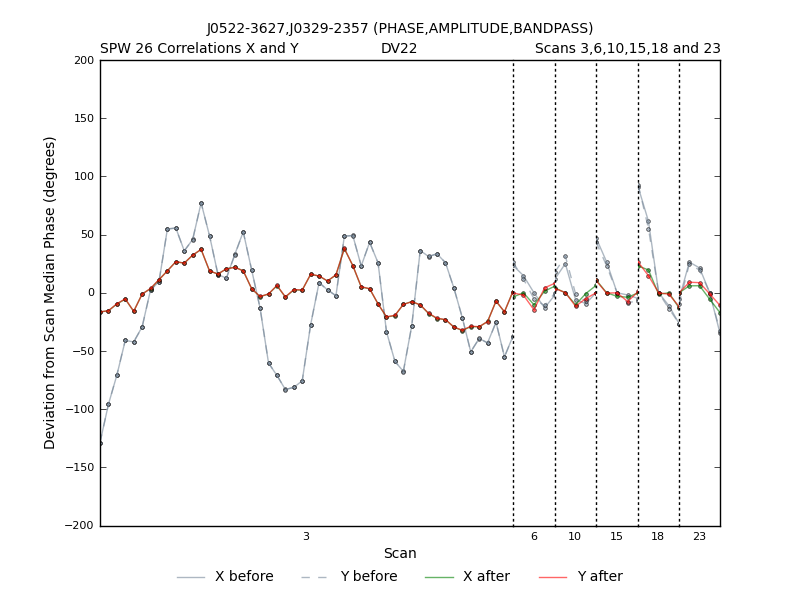 J0522-3627,J0329-2357 (PHASE,AMPLITUDE,BANDPASS)
SPW 26 Correlations X and Y DV22 Scans 3,6,10,15,18 and 23
200
150
100
50
0
−50
−100
−150
−200
Deviation from Scan Median Phase (degrees)
3 6 10 15 18 23
Scan
X before Y before X after Y after